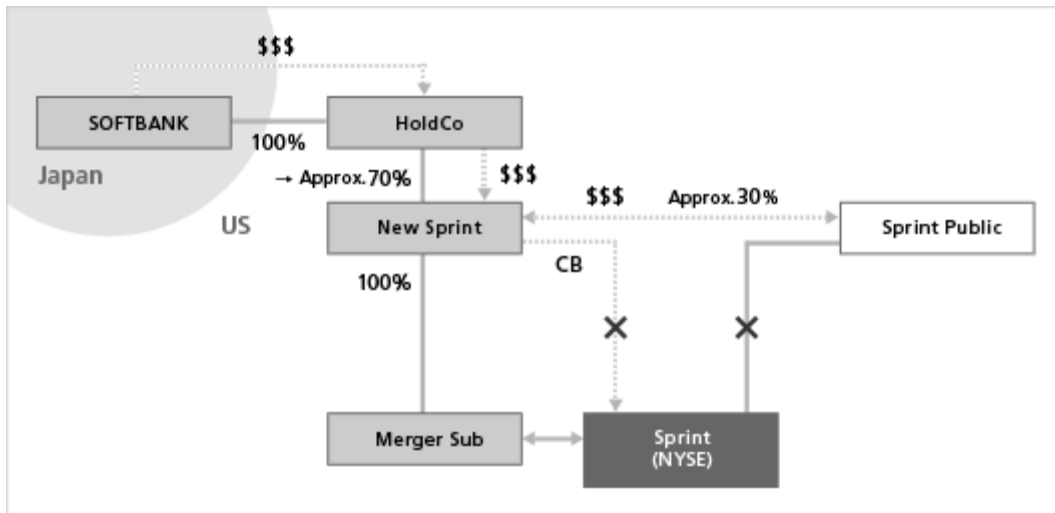 $$$
SOFTBANK
HoldCo
100%
Japan
→ Approx.70%
$$$
US
New Sprint
$$$
Approx.30%
Sprint Public
CB
100%
Merger Sub
Sprint
(NYSE)